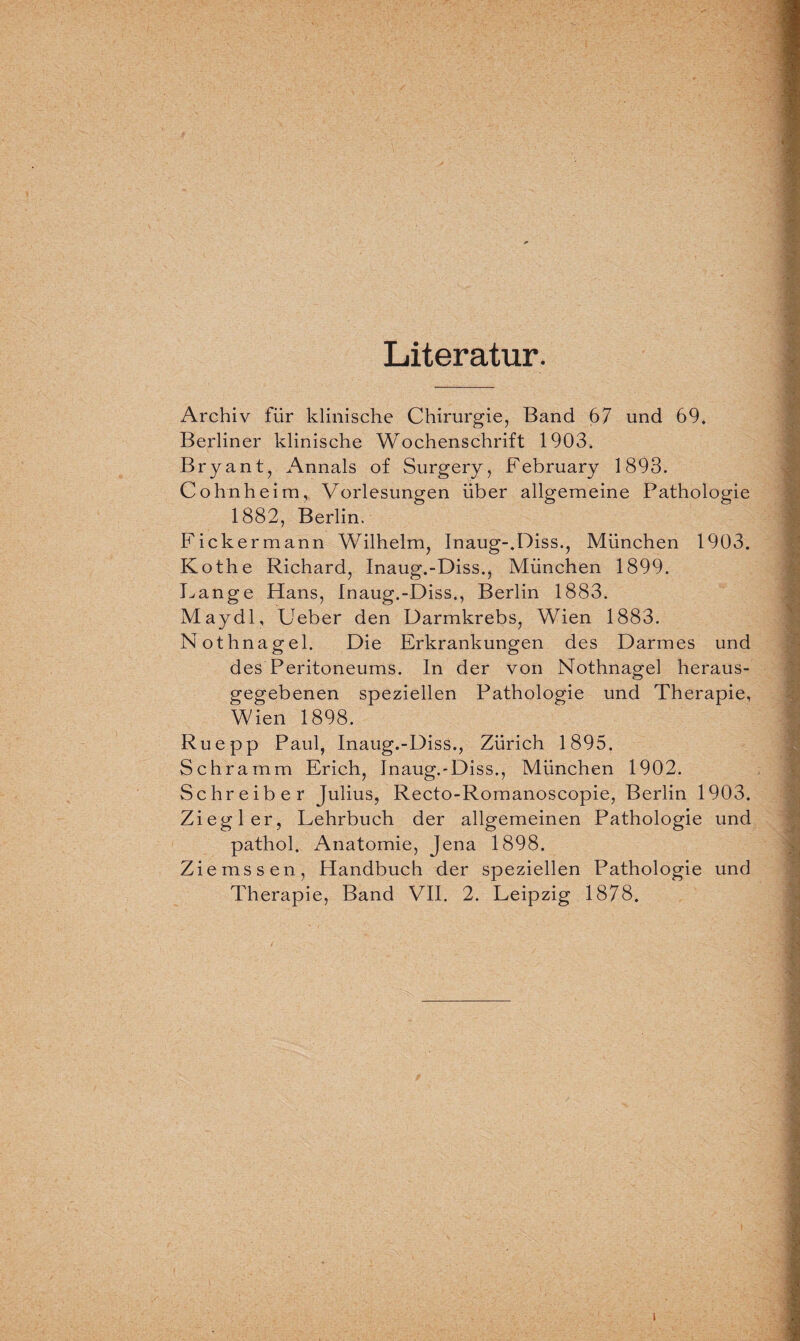 Literatur.
Archiv für klinische Chirurgie, Band 67 und 69.
Berliner klinische Wochenschrift 1903.
Bryant, Annals of Surgery, February 1893.
Cohnheim, Vorlesungen über allgemeine Pathologie
1882, Berlin.
Fickermann Wilhelm, Inaug-.Diss., München 1903.
Kothe Richard, Inaug.-Diss., München 1899.
Lange Hans, Inaug.-Diss., Berlin 1883.
Maydl, Ueber den Darmkrebs, Wien 1883.
Nothnagel. Die Erkrankungen des Darmes und
des Peritoneums. In der von Nothnagel heraus-
gegebenen speziellen Pathologie und Therapie,
Wien 1898.
Ruepp Paul, Inaug.-Diss., Zürich 1895.
Schramm Erich, Inaug.-Diss., München 1902.
Schreiber Julius, Recto-Romanoscopie, Berlin 1903.
Ziegler, Lehrbuch der allgemeinen Pathologie und
pathol. Anatomie, Jena 1898.
Ziemssen, Handbuch der speziellen Pathologie und
Therapie, Band VII. 2. Leipzig 1878.